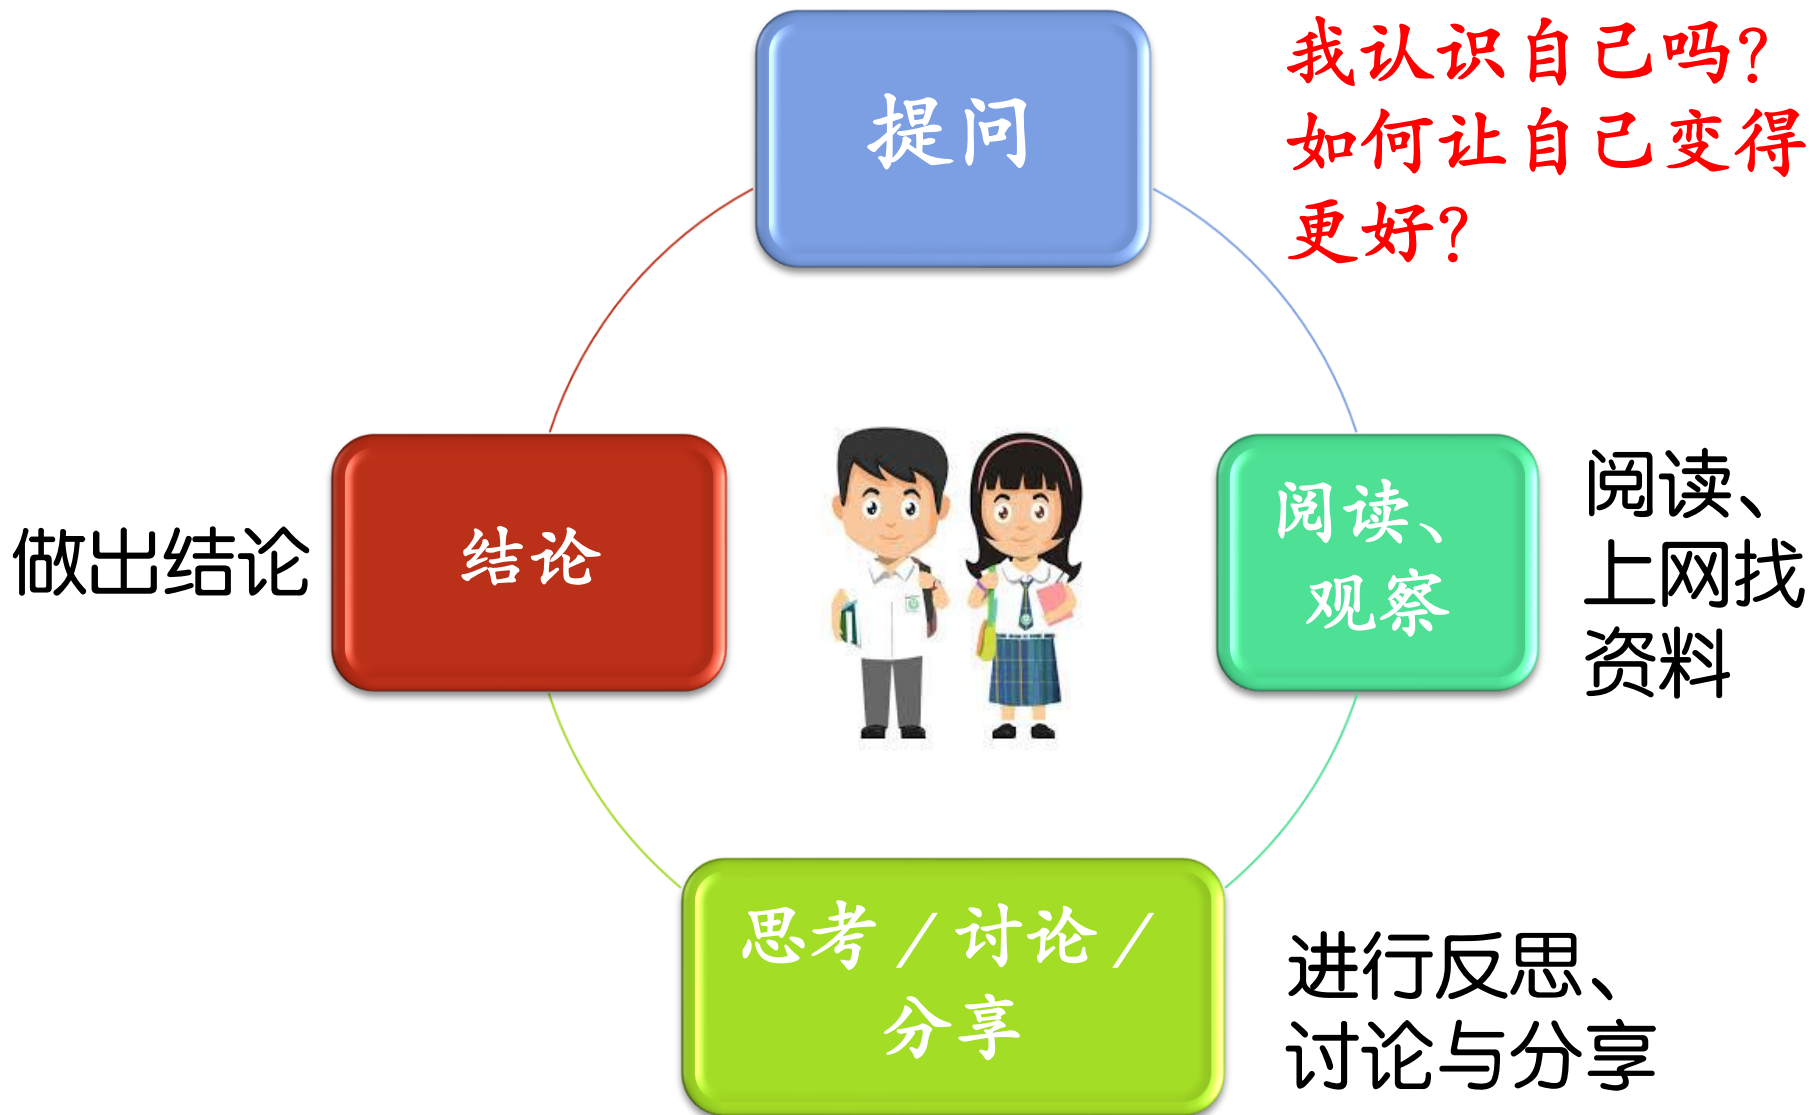 提问
我认识自己吗？
如何让自己变得
更好？
阅读、
观察
阅读、
上网找
资料
思考/讨论/
分享
进行反思、
讨论与分享
结论
做出结论